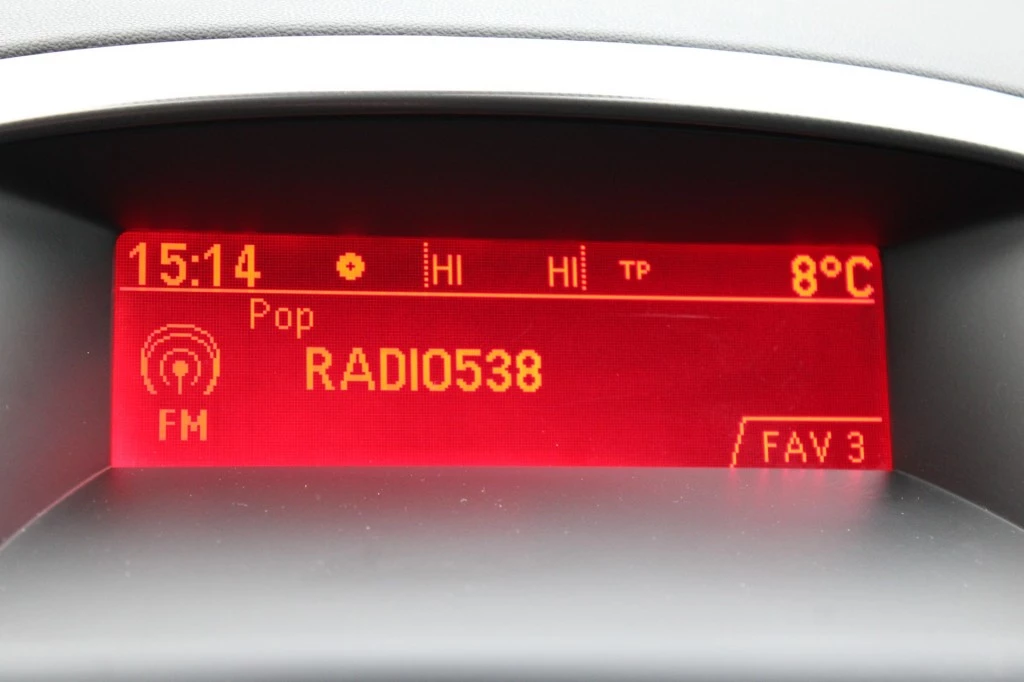 15:14 HI HI TP 8°C
Pop
RADIO538
FM
FAV 3